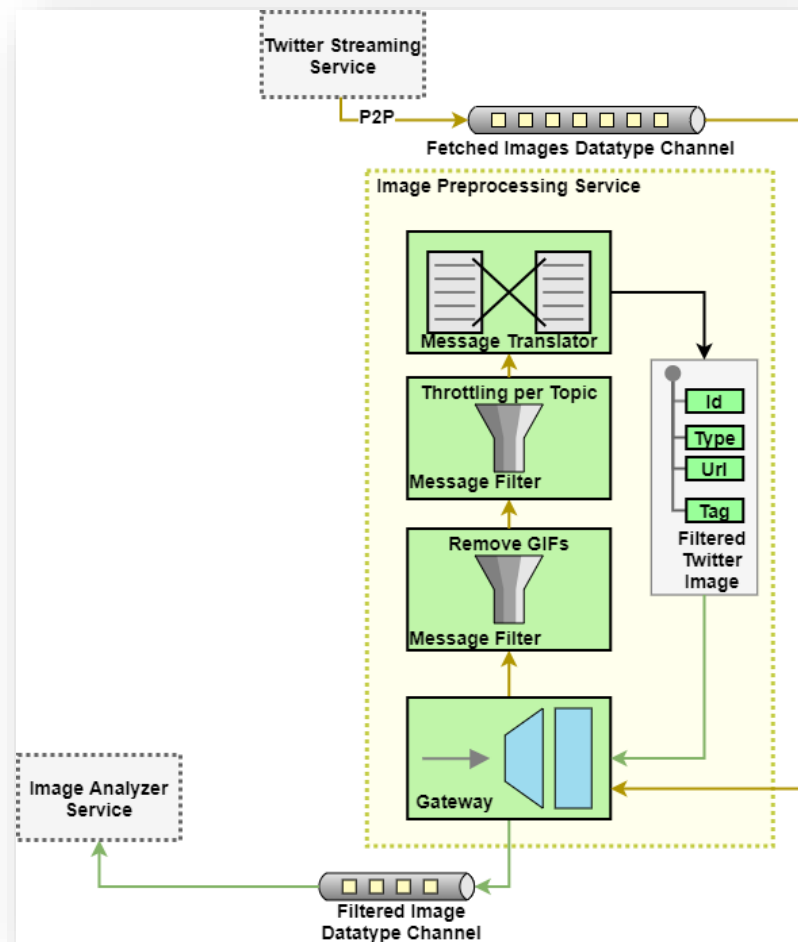 Twitter Streaming
Service
P2P
Fetched Images Datatype Channel
Image Preprocessing Service
Message Translator
Throttling per Topic
Message Filter
Id
Type
Url
Tag
Filtered
Twitter
Image
Remove GIFs
Message Filter
Gateway
Image Analyzer
Service
Filtered Image
Datatype Channel